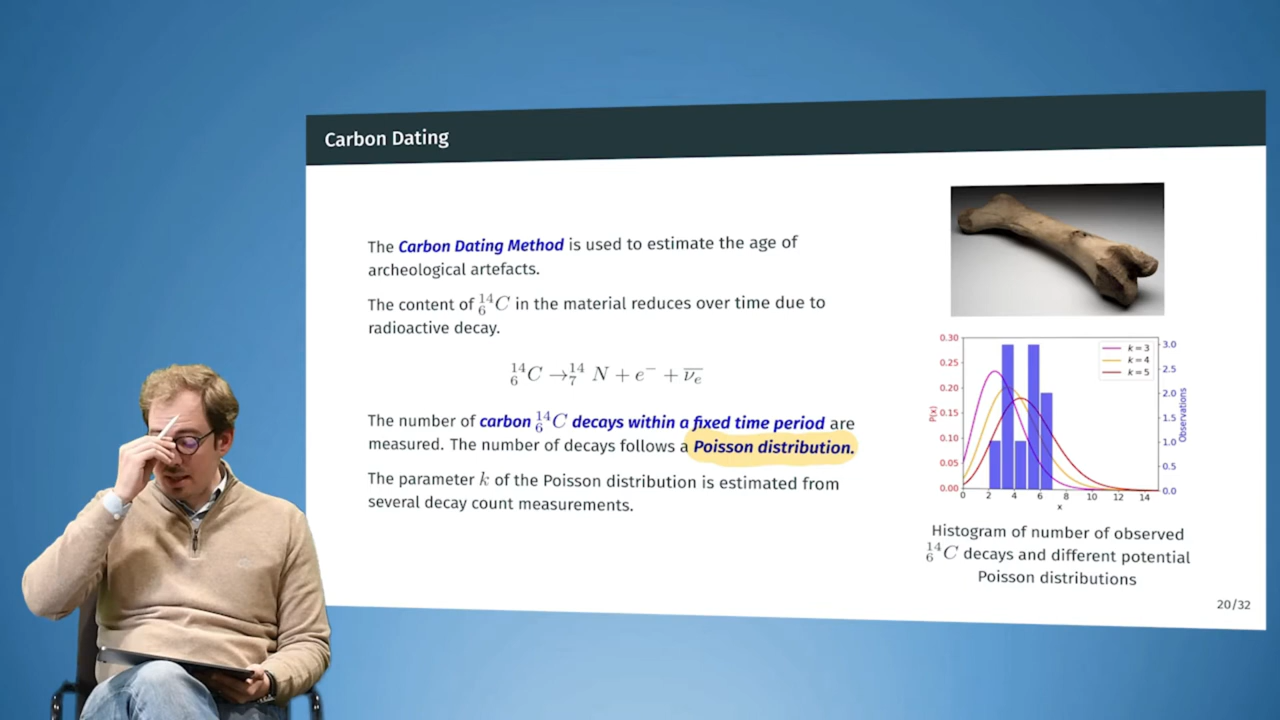 Carbon Dating
The Carbon Dating Method is used to estimate the age of
archeological artefacts.
The content of ¹⁴₆C in the material reduces over time due to
radioactive decay.
¹⁴₆C →¹⁴₇ N + e⁻ + ν̅ₑ
The number of carbon ¹⁴₆C decays within a fixed time period are
measured. The number of decays follows a Poisson distribution.
The parameter k of the Poisson distribution is estimated from
several decay count measurements.
0.30
0.25
0.20
0.15
0.10
0.05
0.00
P(x)
k = 3
k = 4
k = 5
3.0
2.5
2.0
1.5
1.0
0.5
0.0
Observations
0 2 4 6 8 10 12 14
x
Histogram of number of observed
¹⁴₆C decays and different potential
Poisson distributions
20/32